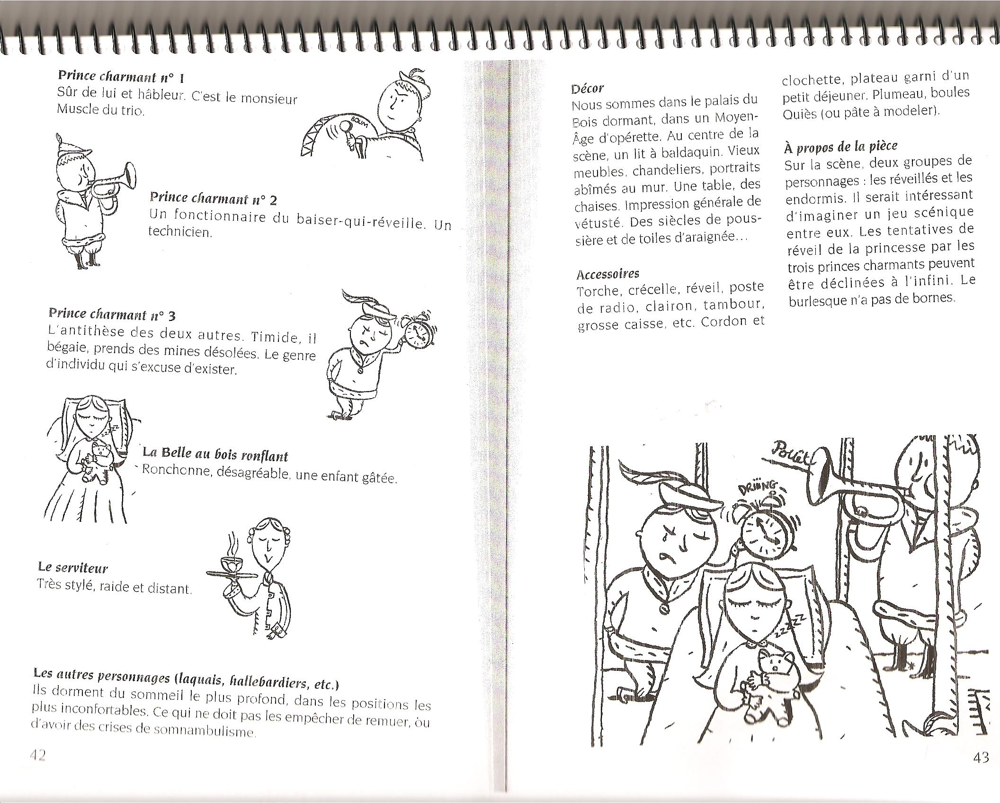 Prince charmant n° 1
Sûr de lui et hâbleur. C'est le monsieur
Muscle du trio.
BOUM
Prince charmant n° 2
Un fonctionnaire du baiser-qui-réveille. Un
technicien.
Prince charmant n° 3
L'antithèse des deux autres. Timide, il
bégaie, prends des mines désolées. Le genre
d'individu qui s'excuse d'exister.
zzzzz
La Belle au bois ronflant
Ronchonne, désagréable, une enfant gâtée.
Le serviteur
Très stylé, raide et distant.
Les autres personnages (laquais, hallebardiers, etc.)
Ils dorment du sommeil le plus profond, dans les positions les
plus inconfortables. Ce qui ne doit pas les empêcher de remuer, ou
d'avoir des crises de somnambulisme.
42
Décor
Nous sommes dans le palais du
Bois dormant, dans un Moyen-
Âge d'opérette. Au centre de la
scène, un lit à baldaquin. Vieux
meubles, chandeliers, portraits
abîmés au mur. Une table, des
chaises. Impression générale de
vétusté. Des siècles de pous-
sière et de toiles d'araignée...
Accessoires
Torche, crécelle, réveil, poste
de radio, clairon, tambour,
grosse caisse, etc. Cordon et
clochette, plateau garni d'un
petit déjeuner. Plumeau, boules
Quiès (ou pâte à modeler).
À propos de la pièce
Sur la scène, deux groupes de
personnages : les réveillés et les
endormis. Il serait intéressant
d'imaginer un jeu scénique
entre eux. Les tentatives de
réveil de la princesse par les
trois princes charmants peuvent
être déclinées à l'infini. Le
burlesque n'a pas de bornes.
Pouêt
DRiiiNG
zzzzz
43